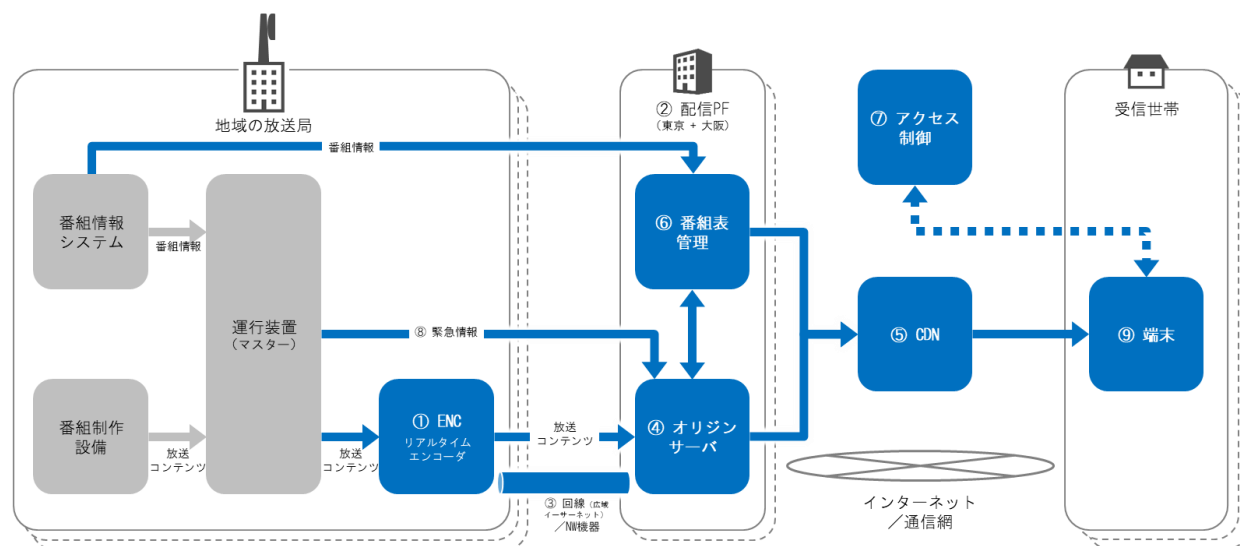 地域の放送局
番組情報
番組情報
システム
番組情報
運行装置
(マスター)
⑧ 緊急情報
番組制作
設備
放送
コンテンツ
放送
コンテンツ
① ENC
リアルタイム
エンコーダ
放送
コンテンツ
③ 回線 (広域
イーサーネット)
／NW機器
② 配信PF
(東京 + 大阪)
⑥ 番組表
管理
④ オリジン
サーバ
⑦ アクセス
制御
⑤ CDN
インターネット
／通信網
受信世帯
⑨ 端末